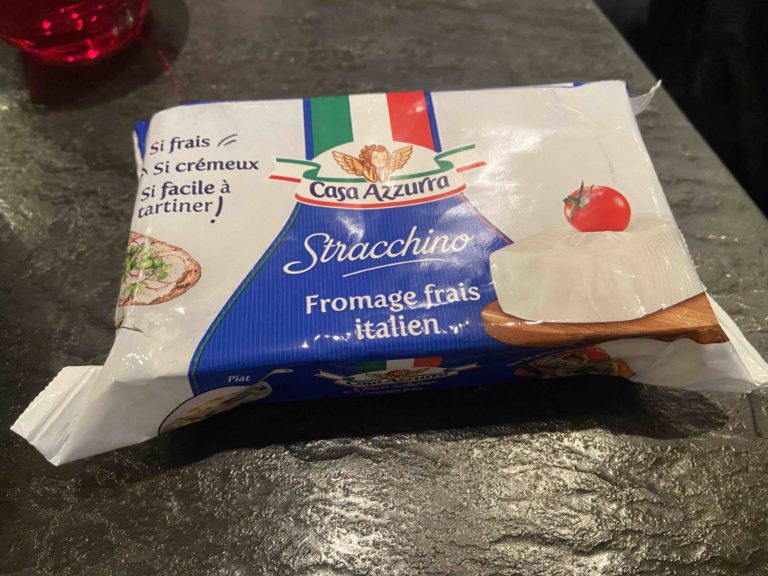 Si frais
Si crémeux
Si facile à
tartiner !
Casa Azzurra
Stracchino
Fromage frais
italien
Plat